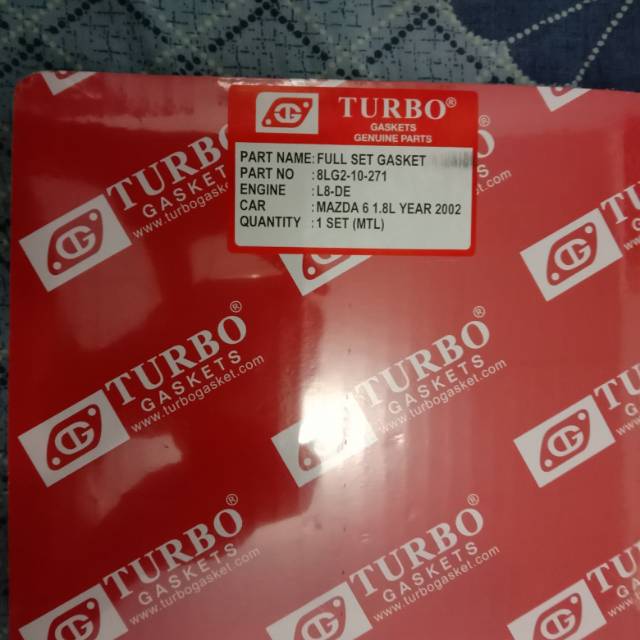 TURBO®
GASKETS
GENUINE PARTS
PART NAME: FULL SET GASKET
PART NO : 8LG2-10-271
ENGINE : L8-DE
CAR : MAZDA 6 1.8L YEAR 2002
QUANTITY : 1 SET (MTL)
TURBO
GASKETS
www.turbogasket.com
TURBO®
GASKETS
www.turbogasket.com
TURBO®
GASKETS
www.turbogasket.com
TURBO®
GASKETS
www.turbogasket.com
TURBO®
GASKETS
www.turbogasket.com